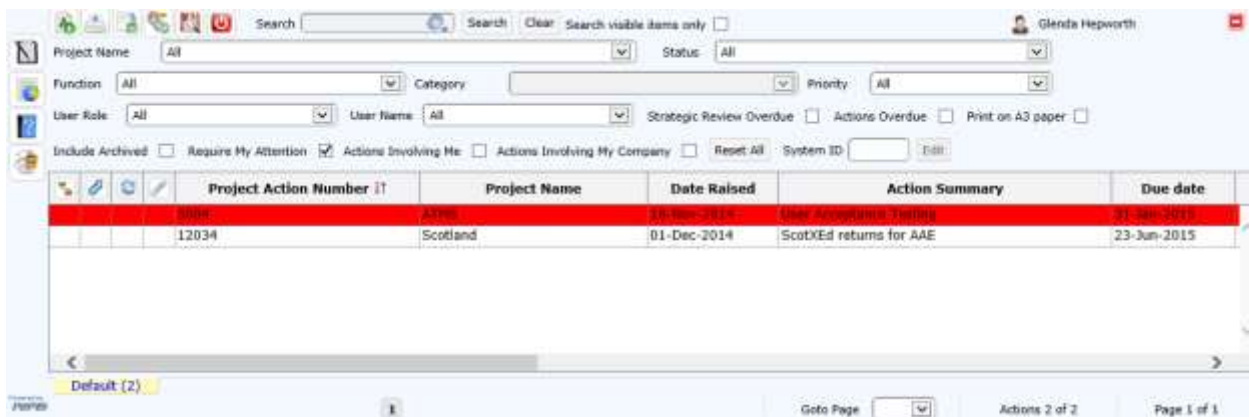 Search Search Clear Search visible items only Glenda Hepworth
Project Name All Status All
Function All Category Priority All
User Role All User Name All Strategic Review Overdue Actions Overdue Print on A3 paper
Include Archived Require My Attention Actions Involving Me Actions Involving My Company Reset All System ID Edit
Project Action Number Project Name Date Raised Action Summary Due date
User Acceptance Testing 31-Jan-2015
12034 Scotland 01-Dec-2014 ScotXEd returns for AAE 23-Jun-2015
Default (2)
1 Goto Page Actions 2 of 2 Page 1 of 1